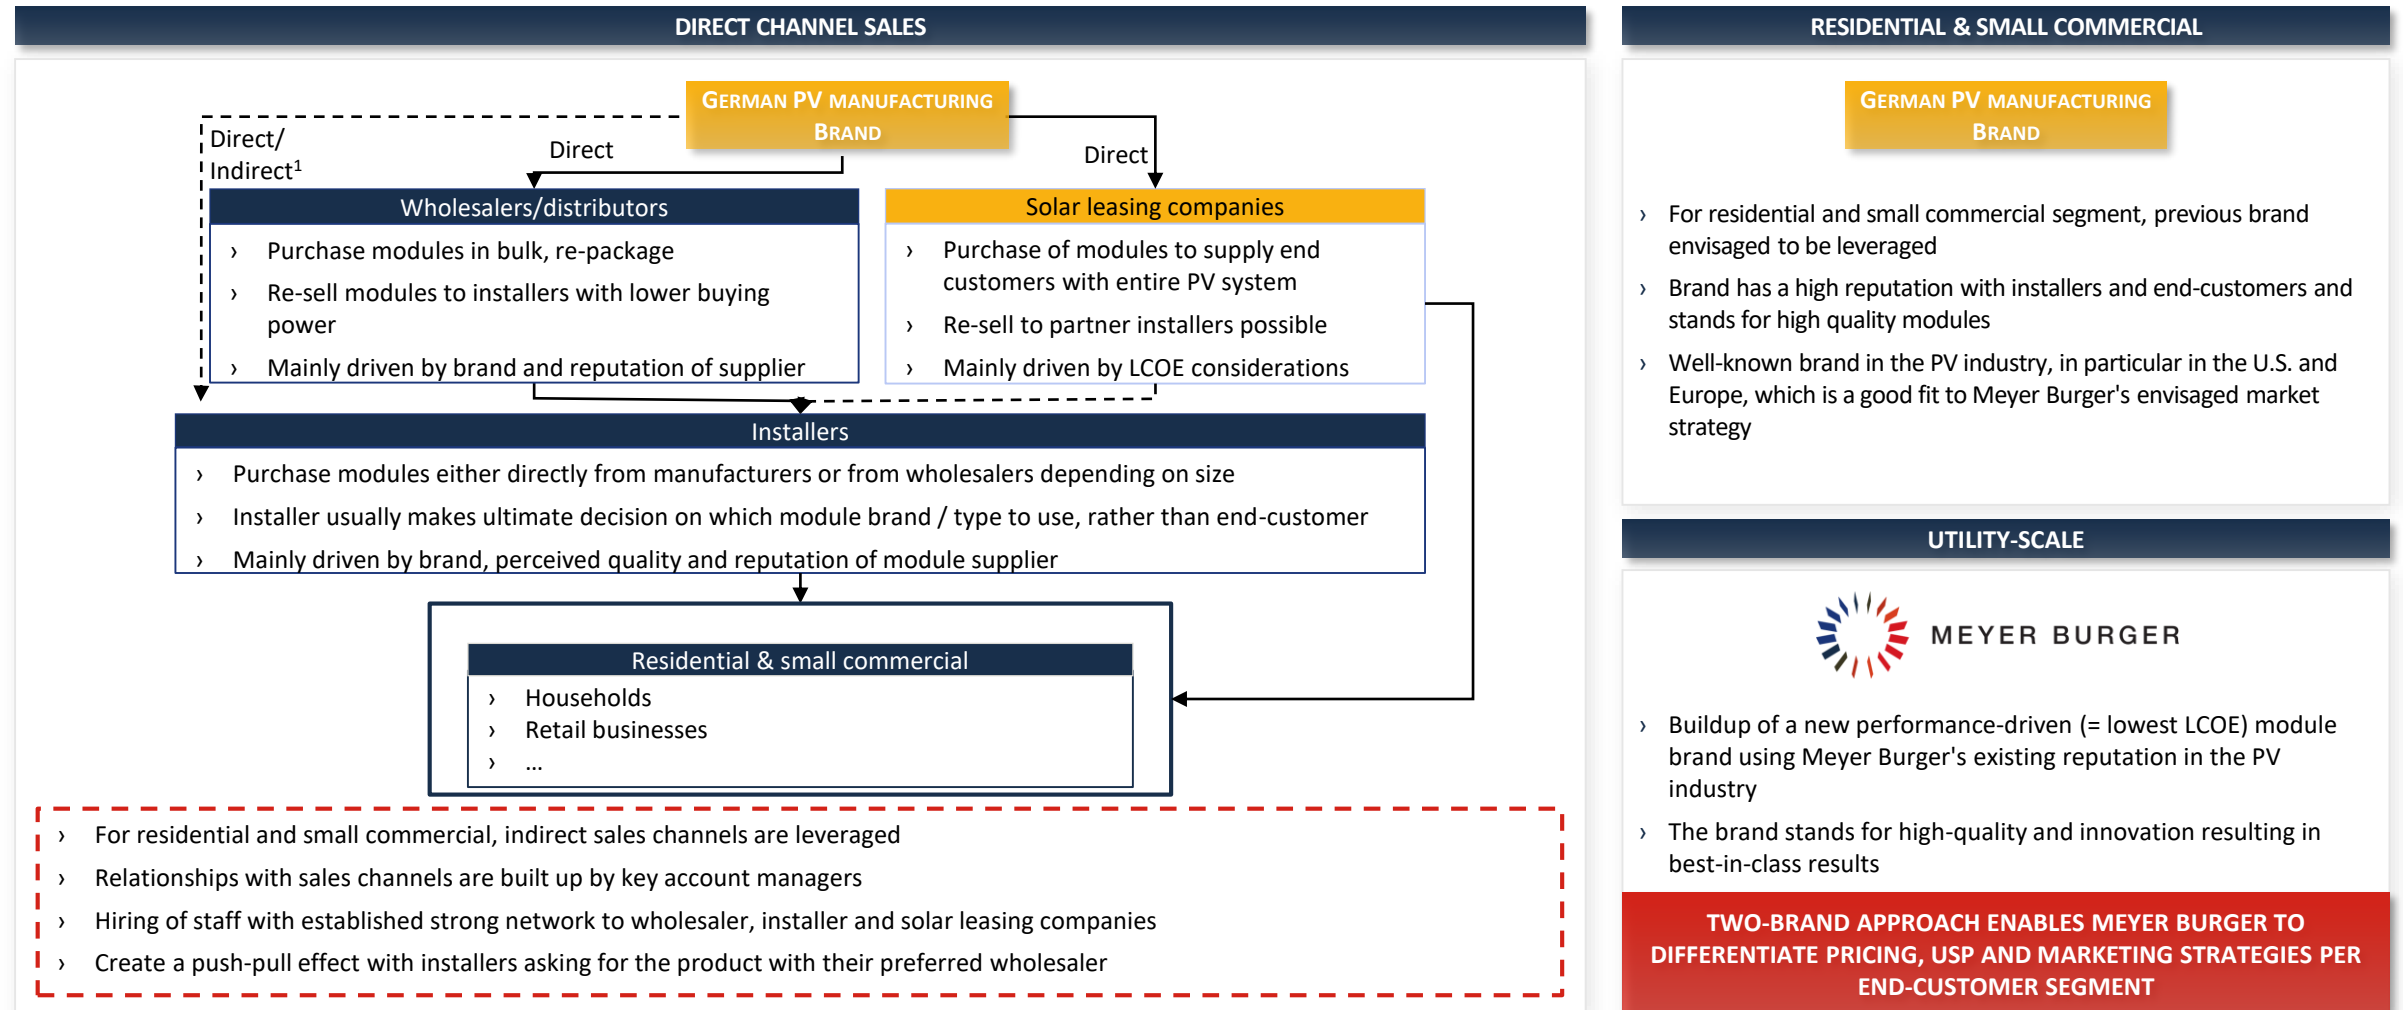 DIRECT CHANNEL SALES
GERMAN PV MANUFACTURING
BRAND
Direct/
Indirect¹
Direct
Direct
Wholesalers/distributors
› Purchase modules in bulk, re-package
› Re-sell modules to installers with lower buying
power
› Mainly driven by brand and reputation of supplier
Solar leasing companies
› Purchase of modules to supply end
customers with entire PV system
› Re-sell to partner installers possible
› Mainly driven by LCOE considerations
Installers
› Purchase modules either directly from manufacturers or from wholesalers depending on size
› Installer usually makes ultimate decision on which module brand / type to use, rather than end-customer
› Mainly driven by brand, perceived quality and reputation of module supplier
Residential & small commercial
› Households
› Retail businesses
› ...
› For residential and small commercial, indirect sales channels are leveraged
› Relationships with sales channels are built up by key account managers
› Hiring of staff with established strong network to wholesaler, installer and solar leasing companies
› Create a push-pull effect with installers asking for the product with their preferred wholesaler
RESIDENTIAL & SMALL COMMERCIAL
GERMAN PV MANUFACTURING
BRAND
› For residential and small commercial segment, previous brand
envisaged to be leveraged
› Brand has a high reputation with installers and end-customers and
stands for high quality modules
› Well-known brand in the PV industry, in particular in the U.S. and
Europe, which is a good fit to Meyer Burger's envisaged market
strategy
UTILITY-SCALE
MEYER BURGER
› Buildup of a new performance-driven (= lowest LCOE) module
brand using Meyer Burger's existing reputation in the PV
industry
› The brand stands for high-quality and innovation resulting in
best-in-class results
TWO-BRAND APPROACH ENABLES MEYER BURGER TO
DIFFERENTIATE PRICING, USP AND MARKETING STRATEGIES PER
END-CUSTOMER SEGMENT